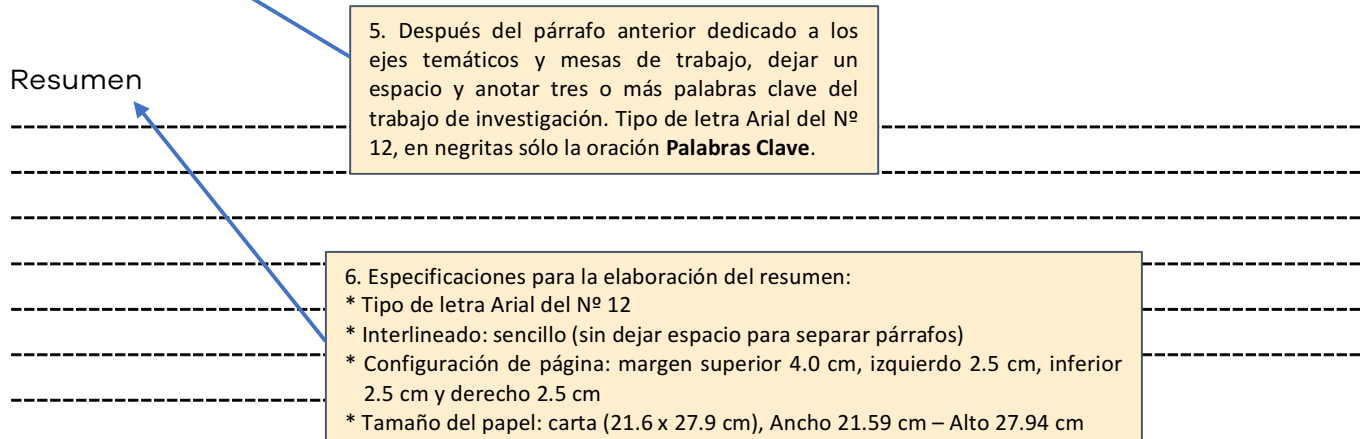 5. Después del párrafo anterior dedicado a los
ejes temáticos y mesas de trabajo, dejar un
espacio y anotar tres o más palabras clave del
trabajo de investigación. Tipo de letra Arial del Nº
12, en negritas sólo la oración Palabras Clave.
Resumen
6. Especificaciones para la elaboración del resumen:
* Tipo de letra Arial del Nº 12
* Interlineado: sencillo (sin dejar espacio para separar párrafos)
* Configuración de página: margen superior 4.0 cm, izquierdo 2.5 cm, inferior
2.5 cm y derecho 2.5 cm
* Tamaño del papel: carta (21.6 x 27.9 cm), Ancho 21.59 cm – Alto 27.94 cm